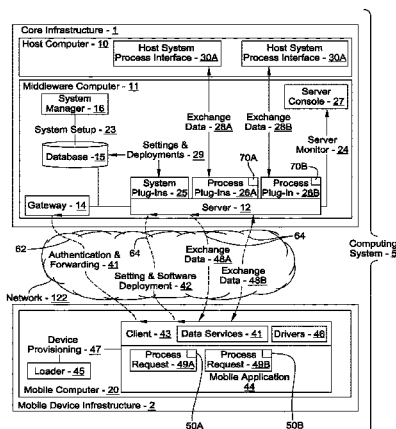 Core Infrastructure - 1
Host Computer - 10
Host System
Process Interface - 30A
Host System
Process Interface - 30A
Middleware Computer - 11
System
Manager - 16
Server
Console - 27
System Setup - 23
Exchange
Data - 28A
Exchange
Data - 28B
Server
Monitor - 24
Database - 15
Settings &
Deployments
- 29
70A
70B
System
Plug-Ins - 25
Process
Plug-Ins - 26A
Process
Plug-In - 26B
Gateway - 14
Server - 12
62
64
64
Authentication &
Forwarding - 41
Exchange
Data - 48A
Setting & Software
Deployment - 42
Exchange
Data - 48B
Network - 122
Computing
System - 5
Device
Provisioning - 47
Client - 43
Data Services - 41
Drivers - 46
Loader - 45
Process
Request - 49A
Process
Request - 49B
Mobile Application
44
Mobile Computer - 20
Mobile Device Infrastructure - 2
50A
50B